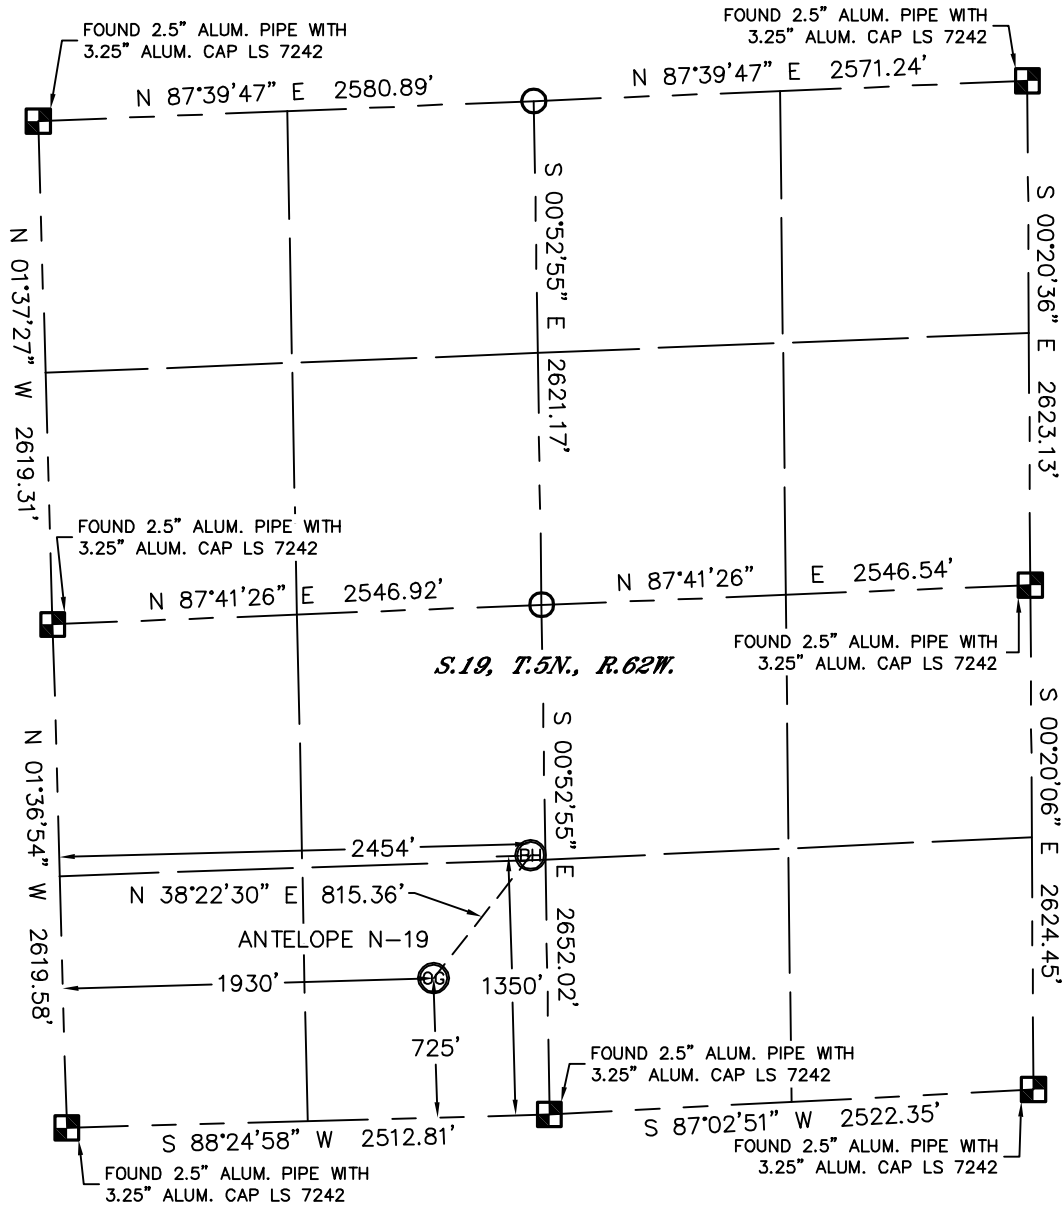 FOUND 2.5" ALUM. PIPE WITH
3.25" ALUM. CAP LS 7242
FOUND 2.5" ALUM. PIPE WITH
3.25" ALUM. CAP LS 7242
N 87°39'47" E 2580.89'
N 87°39'47" E 2571.24'
N 01°37'27" W 2619.31'
S 00°52'55" E 2621.17'
S 00°20'36" E 2623.13'
FOUND 2.5" ALUM. PIPE WITH
3.25" ALUM. CAP LS 7242
N 87°41'26" E 2546.92'
N 87°41'26" E 2546.54'
FOUND 2.5" ALUM. PIPE WITH
3.25" ALUM. CAP LS 7242
S.19, T.5N., R.62W.
N 01°36'54" W 2619.58'
S 00°52'55" E 2652.02'
S 00°20'06" E 2624.45'
2454'
BH
N 38°22'30" E 815.36'
ANTELOPE N-19
OG
1930'
1350'
725'
FOUND 2.5" ALUM. PIPE WITH
3.25" ALUM. CAP LS 7242
S 88°24'58" W 2512.81'
S 87°02'51" W 2522.35'
FOUND 2.5" ALUM. PIPE WITH
3.25" ALUM. CAP LS 7242
FOUND 2.5" ALUM. PIPE WITH
3.25" ALUM. CAP LS 7242